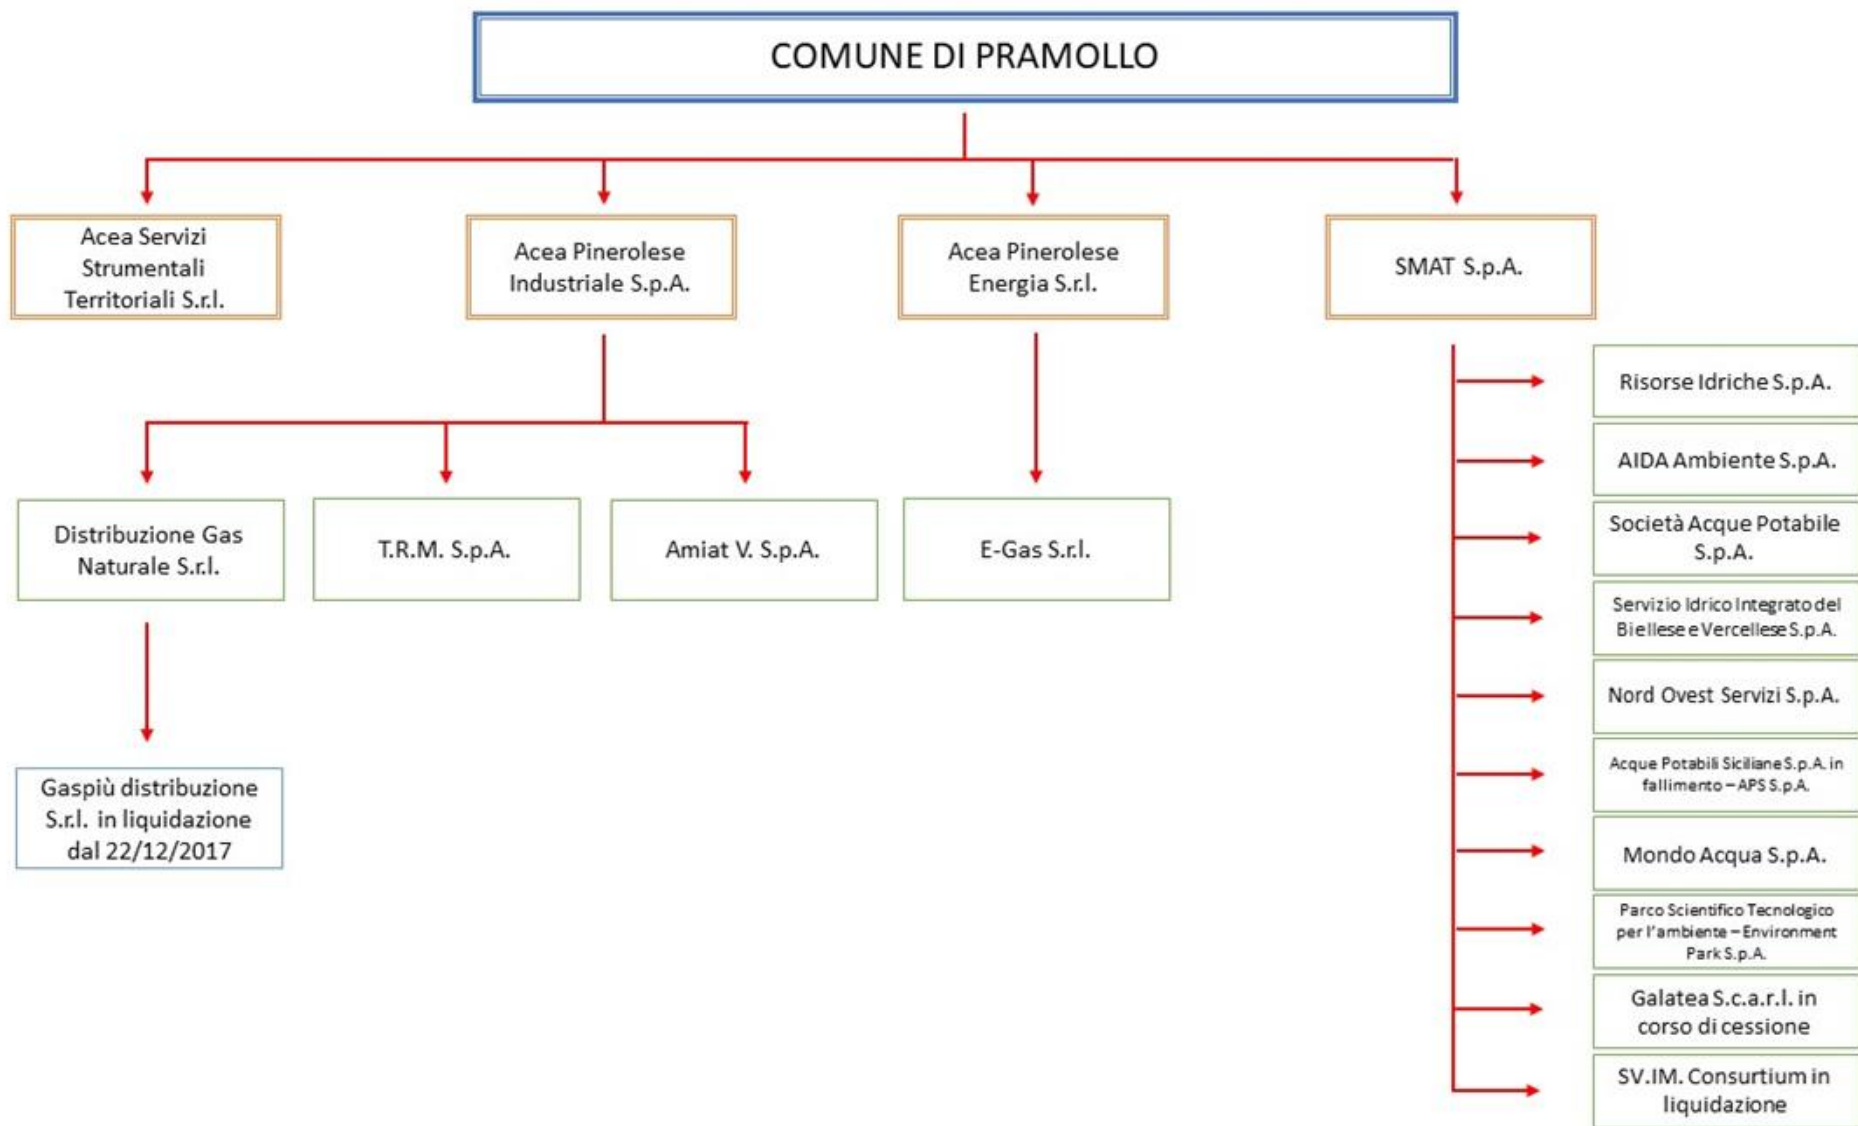 COMUNE DI PRAMOLLO
Acea Servizi
Strumentali
Territoriali S.r.l.
Acea Pinerolese
Industriale S.p.A.
Acea Pinerolese
Energia S.r.l.
SMAT S.p.A.
Risorse Idriche S.p.A.
AIDA Ambiente S.p.A.
Società Acque Potabile
S.p.A.
Servizio Idrico Integrato del
Biellese e Vercellese S.p.A.
Nord Ovest Servizi S.p.A.
Acque Potabili Siciliane S.p.A. in
fallimento – APS S.p.A.
Mondo Acqua S.p.A.
Parco Scientifico Tecnologico
per l'ambiente – Environment
Park S.p.A.
Galatea S.c.a.r.l. in
corso di cessione
SV.IM. Consurtium in
liquidazione
Distribuzione Gas
Naturale S.r.l.
T.R.M. S.p.A.
Amiat V. S.p.A.
E-Gas S.r.l.
Gaspiù distribuzione
S.r.l. in liquidazione
dal 22/12/2017